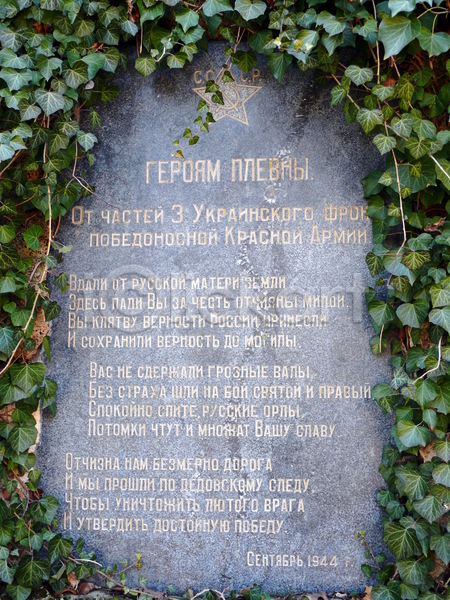 СССР
ГЕРОЯМ ПЛЕВНЫ.
От частей 3 Украинского фрон
победоносной Красной Армии
Вдали от русской матери земли
Здесь пали Вы за честь отчизны милой,
Вы клятву верности России принесли
И сохранили верность до могилы.
Вас не сдержали грозные валы,
Без страха шли на бой святой и правый
Спокойно спите, русские орлы,
Потомки чтут и множат Вашу славу.
Отчизна нам безмерно дорога
И мы прошли по дедовскому следу
Чтобы уничтожить лютого врага
И утвердить достойную победу.
Сентябрь 1944 г.